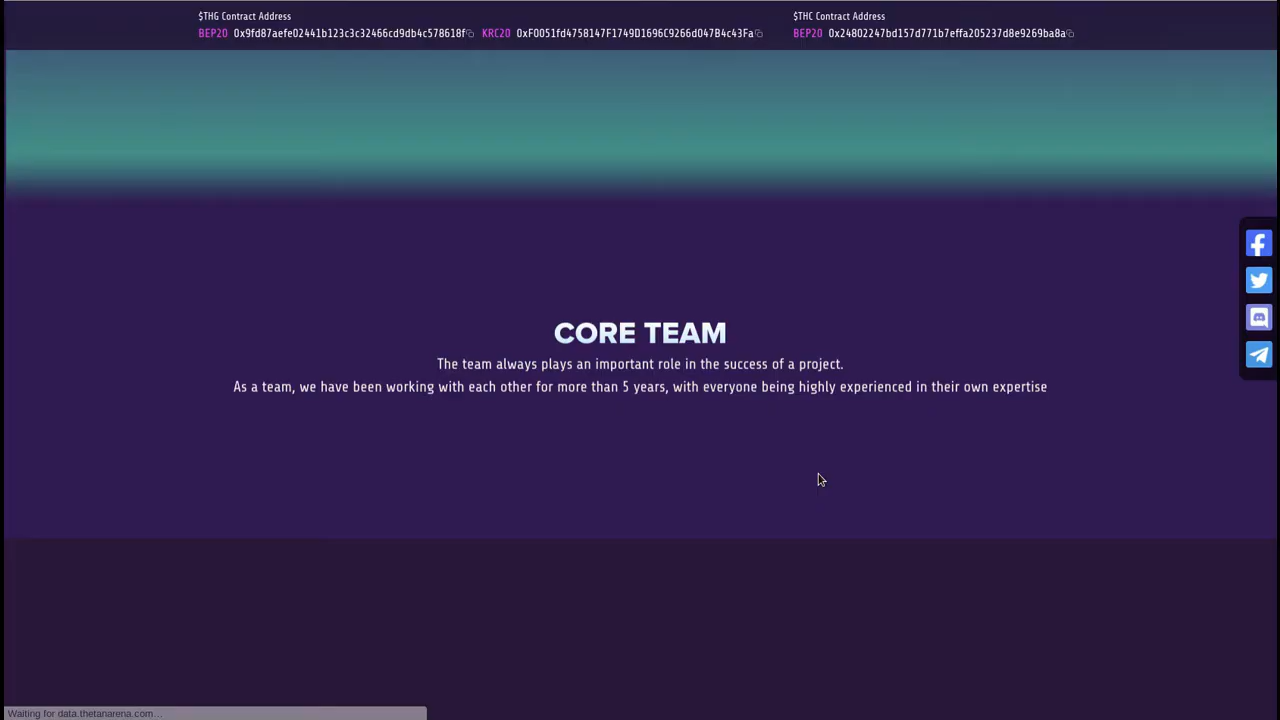 $THG Contract Address
$THC Contract Address
BEP20 0x9fd87aefe02441b123c3c32466cd9db4c578618f KRC20 0xF0051fd4758147F1749D1696C9266d047B4c43Fa
BEP20 0x24802247bd157d771b7effa205237d8e9269ba8a
CORE TEAM
The team always plays an important role in the success of a project.
As a team, we have been working with each other for more than 5 years, with everyone being highly experienced in their own expertise
Waiting for data.thetanarena.com...